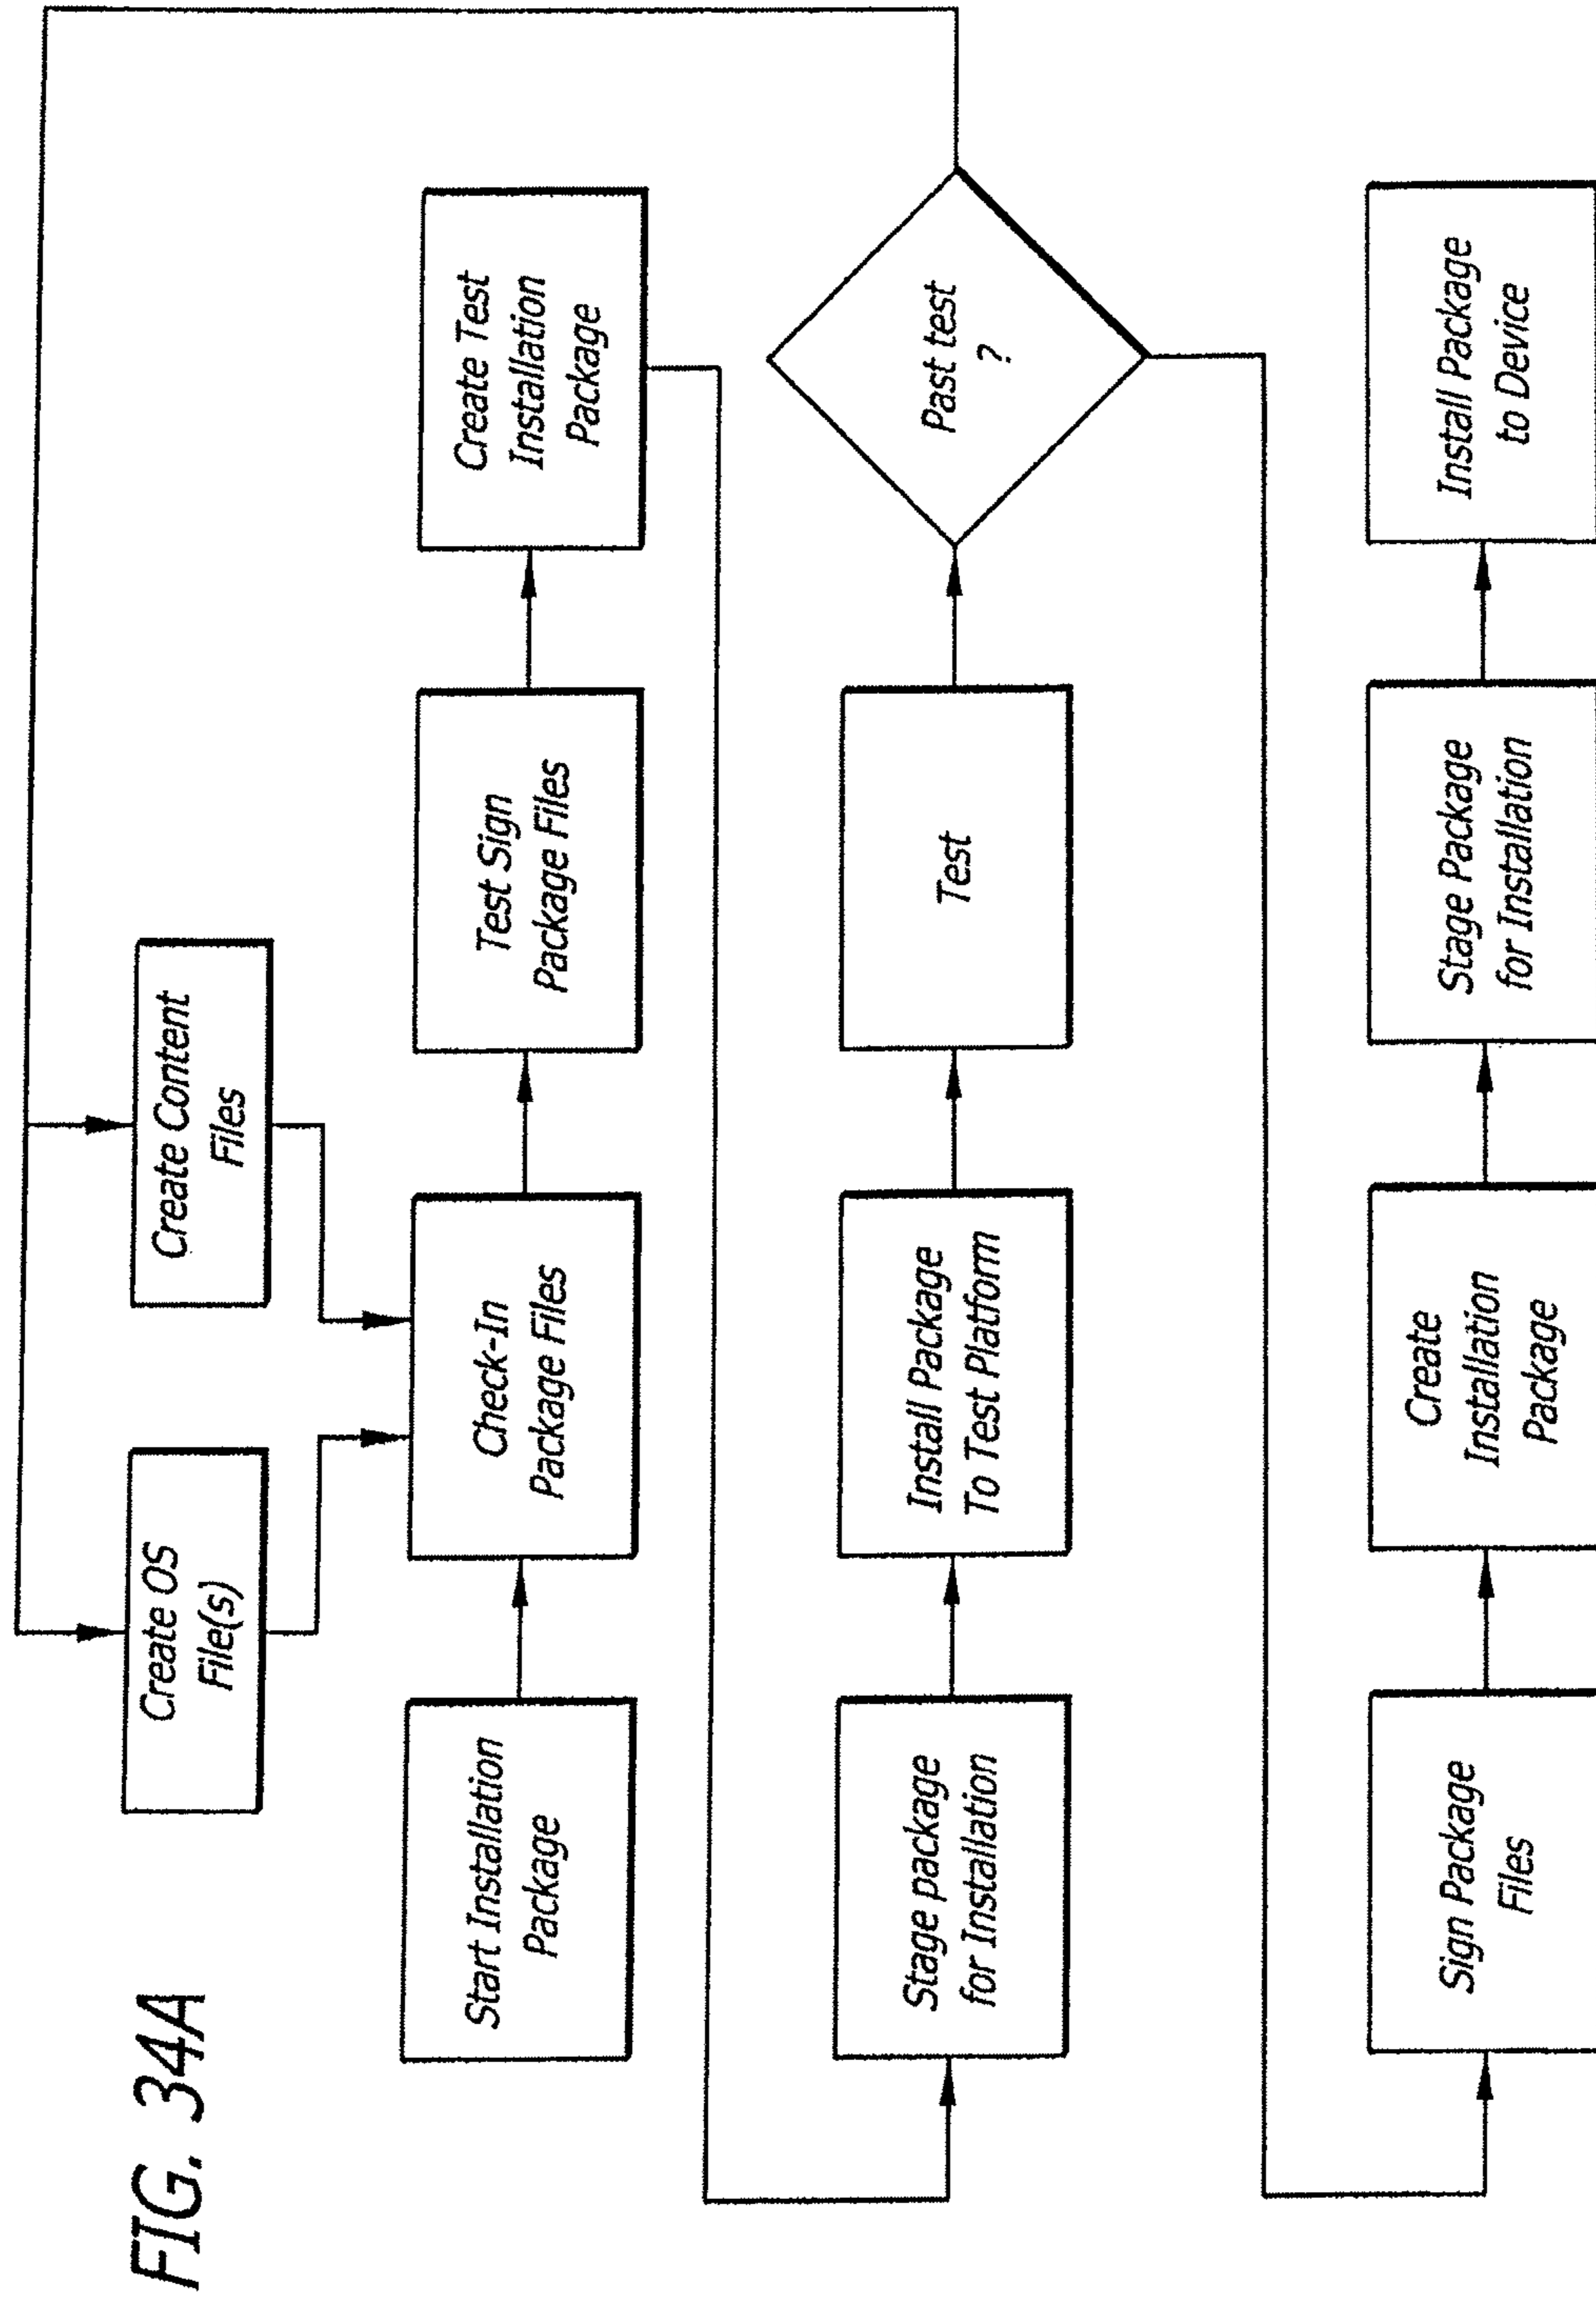 FIG. 34A
Create OS
File(s)
Create Content
Files
Start Installation
Package
Check-In
Package Files
Test Sign
Package Files
Create Test
Installation
Package
Stage package
for Installation
Install Package
To Test Platform
Test
Past test
?
Sign Package
Files
Create
Installation
Package
Stage Package
for Installation
Install Package
to Device